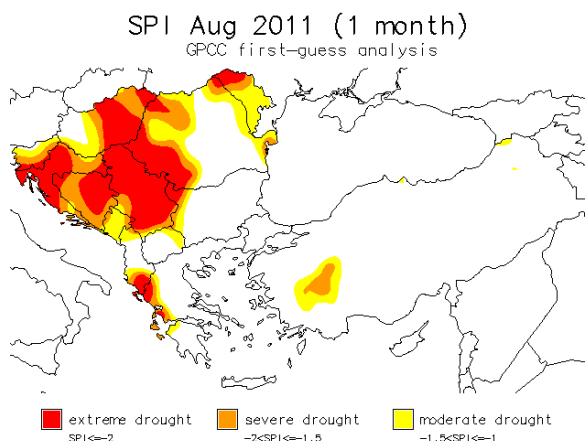 SPI Aug 2011 (1 month)
GPCC first-guess analysis
extreme drought severe drought moderate drought
SPI<=-2 -2<SPI<=-1.5 -1.5<SPI<=-1